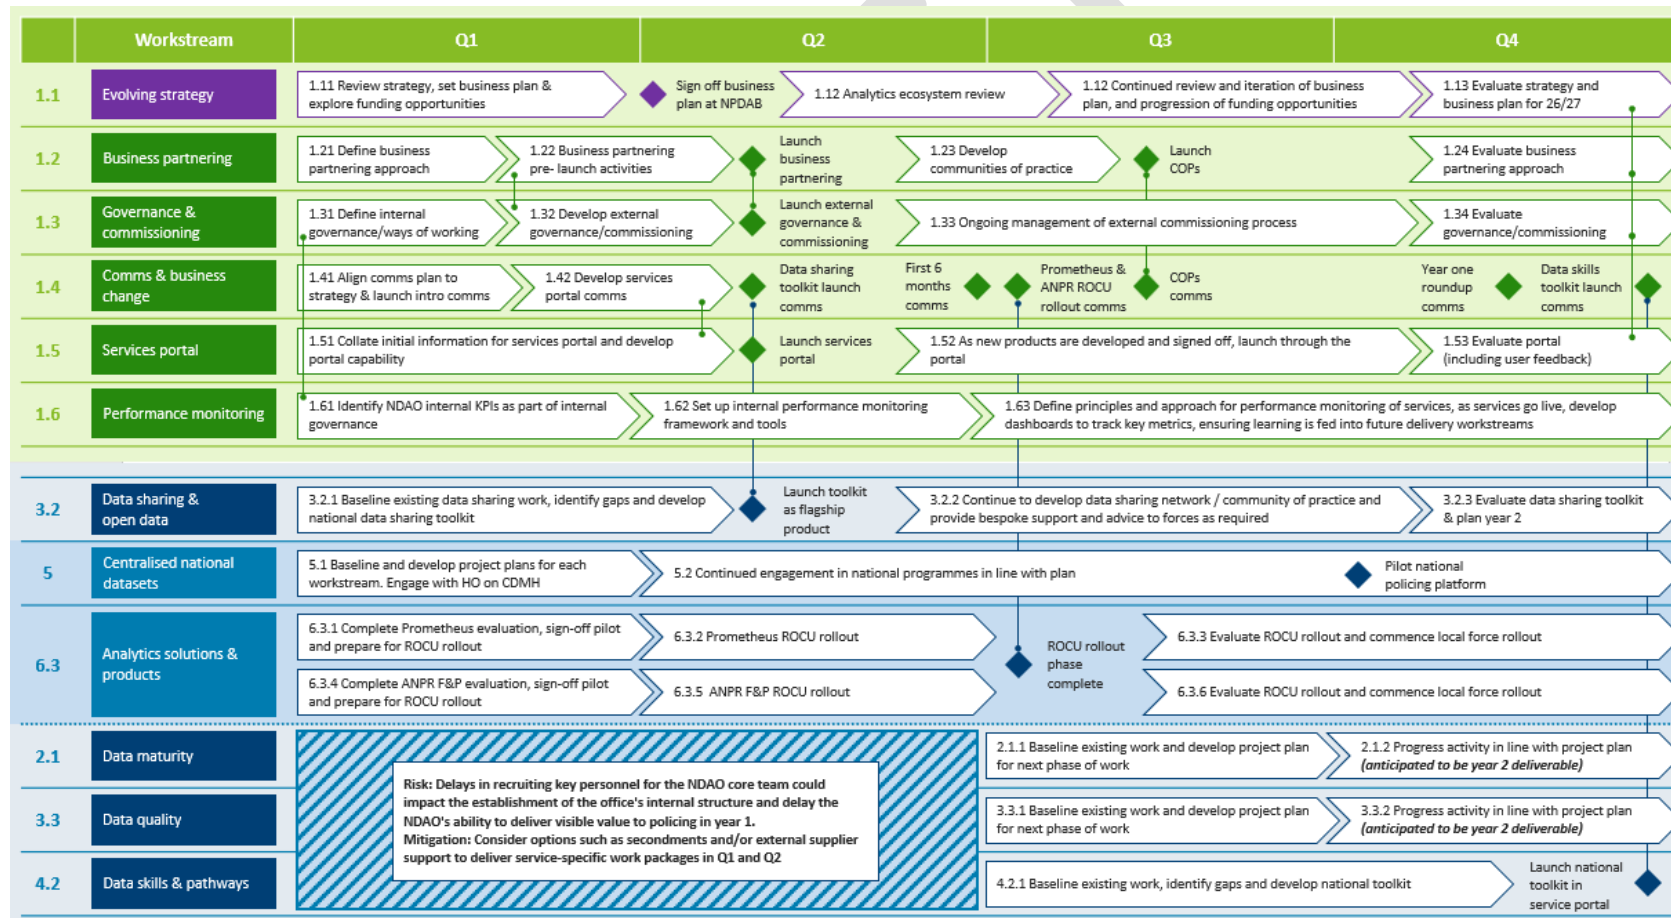 Workstream
Q1
Q2
Q3
Q4
1.1
Evolving strategy
1.11 Review strategy, set business plan &
explore funding opportunities
Sign off business
plan at NPDAB
1.12 Analytics ecosystem review
1.12 Continued review and iteration of business
plan, and progression of funding opportunities
1.13 Evaluate strategy and
business plan for 26/27
1.2
Business partnering
1.21 Define business
partnering approach
1.22 Business partnering
pre- launch activities
Launch
business
partnering
1.23 Develop
communities of practice
Launch
COPs
1.24 Evaluate business
partnering approach
1.3
Governance &
commissioning
1.31 Define internal
governance/ways of working
1.32 Develop external
governance/commissioning
Launch external
governance &
commissioning
1.33 Ongoing management of external commissioning process
1.34 Evaluate
governance/commissioning
1.4
Comms & business
change
1.41 Align comms plan to
strategy & launch intro comms
1.42 Develop services
portal comms
Data sharing
toolkit launch
comms
First 6
months
comms
Prometheus &
ANPR ROCU
rollout comms
COPs
comms
Year one
roundup
comms
Data skills
toolkit launch
comms
1.5
Services portal
1.51 Collate initial information for services portal and develop
portal capability
Launch services
portal
1.52 As new products are developed and signed off, launch through the
portal
1.53 Evaluate portal
(including user feedback)
1.6
Performance monitoring
1.61 Identify NDAO internal KPIs as part of internal
governance
1.62 Set up internal performance monitoring
framework and tools
1.63 Define principles and approach for performance monitoring of services, as services go live, develop
dashboards to track key metrics, ensuring learning is fed into future delivery workstreams
3.2
Data sharing &
open data
3.2.1 Baseline existing data sharing work, identify gaps and develop
national data sharing toolkit
Launch toolkit
as flagship
product
3.2.2 Continue to develop data sharing network / community of practice and
provide bespoke support and advice to forces as required
3.2.3 Evaluate data sharing toolkit
& plan year 2
5
Centralised national
datasets
5.1 Baseline and develop project plans for each
workstream. Engage with HO on CDMH
5.2 Continued engagement in national programmes in line with plan
Pilot national
policing platform
6.3
Analytics solutions &
products
6.3.1 Complete Prometheus evaluation, sign-off pilot
and prepare for ROCU rollout
6.3.2 Prometheus ROCU rollout
ROCU rollout
phase
complete
6.3.3 Evaluate ROCU rollout and commence local force rollout
6.3.4 Complete ANPR F&P evaluation, sign-off pilot
and prepare for ROCU rollout
6.3.5 ANPR F&P ROCU rollout
6.3.6 Evaluate ROCU rollout and commence local force rollout
2.1
Data maturity
Risk: Delays in recruiting key personnel for the NDAO core team could
impact the establishment of the office's internal structure and delay the
NDAO's ability to deliver visible value to policing in year 1.
Mitigation: Consider options such as secondments and/or external supplier
support to deliver service-specific work packages in Q1 and Q2
2.1.1 Baseline existing work and develop project plan
for next phase of work
2.1.2 Progress activity in line with project plan
(anticipated to be year 2 deliverable)
3.3
Data quality
3.3.1 Baseline existing work and develop project plan
for next phase of work
3.3.2 Progress activity in line with project plan
(anticipated to be year 2 deliverable)
4.2
Data skills & pathways
4.2.1 Baseline existing work, identify gaps and develop national toolkit
Launch national
toolkit in
service portal